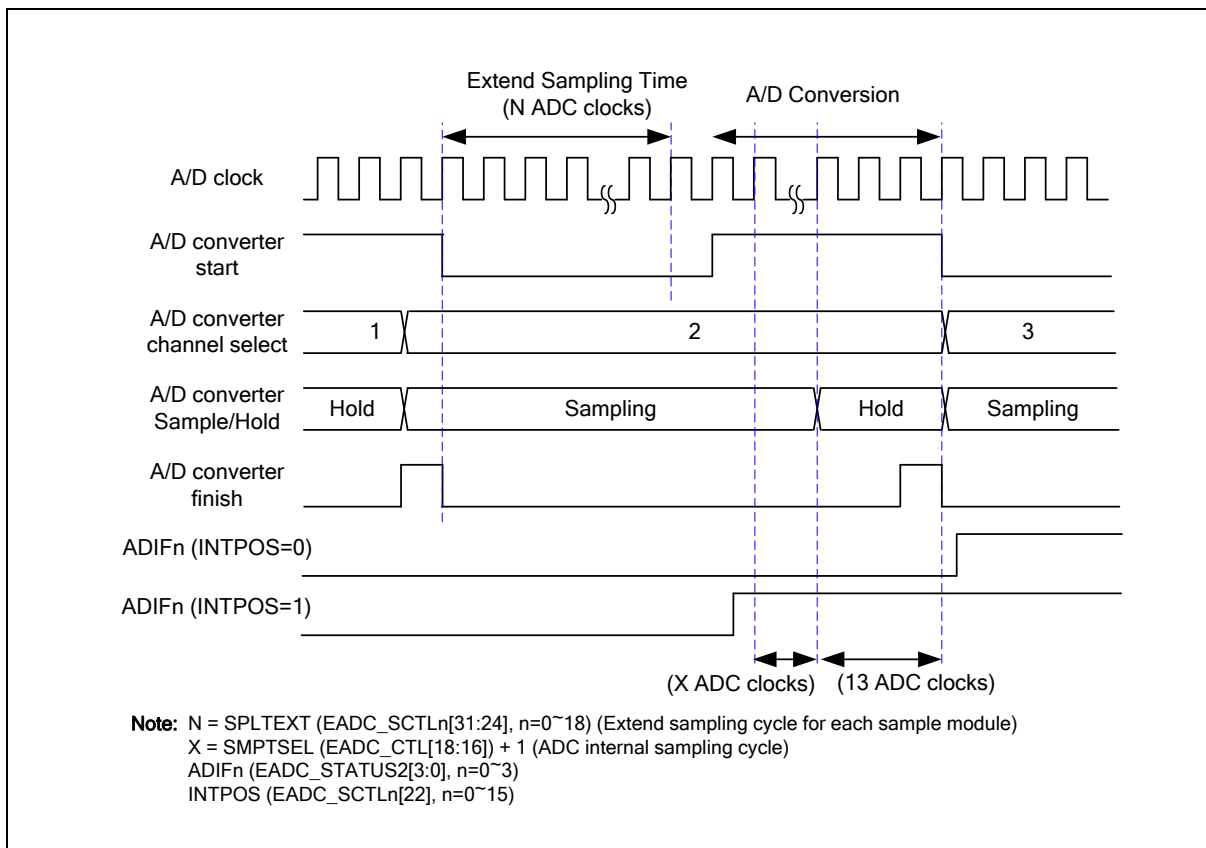 Extend Sampling Time
(N ADC clocks)
A/D Conversion
A/D clock
A/D converter
start
A/D converter
channel select
1
2
3
A/D converter
Sample/Hold
Hold
Sampling
Hold
Sampling
A/D converter
finish
ADIFn (INTPOS=0)
ADIFn (INTPOS=1)
(X ADC clocks)
(13 ADC clocks)
Note: N = SPLTEXT (EADC_SCTLn[31:24], n=0~18) (Extend sampling cycle for each sample module)
X = SMPTSEL (EADC_CTL[18:16]) + 1 (ADC internal sampling cycle)
ADIFn (EADC_STATUS2[3:0], n=0~3)
INTPOS (EADC_SCTLn[22], n=0~15)